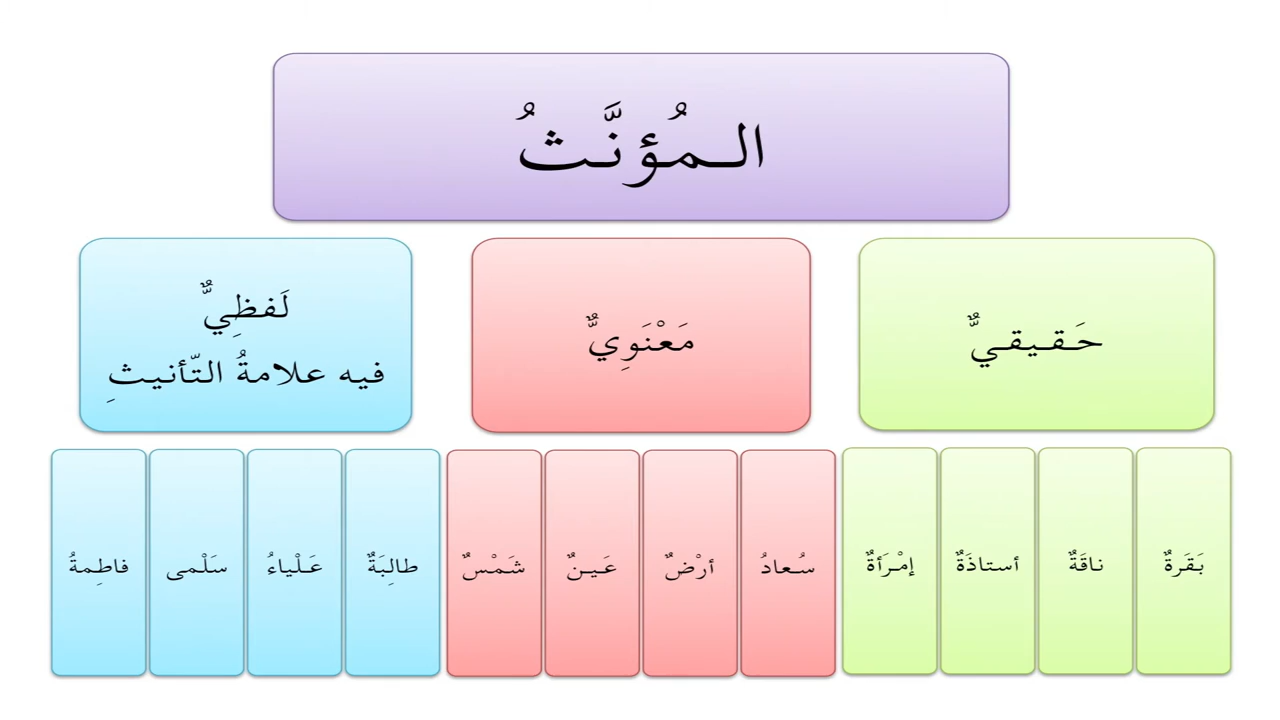 المُؤنَّثُ
حَقيقيٌّ
مَعْنَوِيٌّ
لَفظِيٌّ
فيه علامةُ التّأنيثِ
بَقَرةٌ
ناقَةٌ
أستاذَةٌ
إمْرَأةٌ
سُعادُ
أرْضٌ
عَينٌ
شَمْسٌ
طالِبَةٌ
عَلْياءُ
سَلْمى
فاطِمةُ